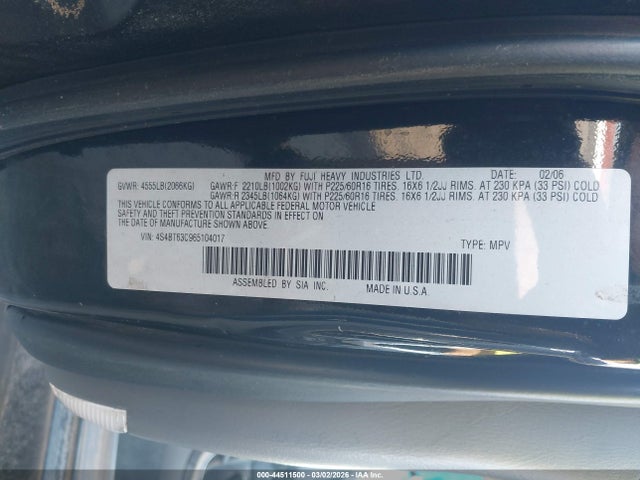 MFD BY FUJI HEAVY INDUSTRIES LTD. DATE: 02/06
GVWR: 4555LB(2066KG) GAWR:F 2210LB(1002KG) WITH P225/60R16 TIRES. 16X6 1/2JJ RIMS. AT 230 KPA (33 PSI) COLD
GAWR:R 2345LB(1064KG) WITH P225/60R16 TIRES. 16X6 1/2JJ RIMS. AT 230 KPA (33 PSI) COLD
THIS VEHICLE CONFORMS TO ALL APPLICABLE FEDERAL MOTOR VEHICLE
SAFETY AND THEFT PREVENTION STANDARDS IN EFFECT ON
THE DATE OF MANUFACTURE SHOWN ABOVE.
VIN: 4S4BT63C965104017 TYPE: MPV
ASSEMBLED BY SIA INC. MADE IN U.S.A.
000-44511500 - 03/02/2026 - COPYRIGHT IAA, LLC.